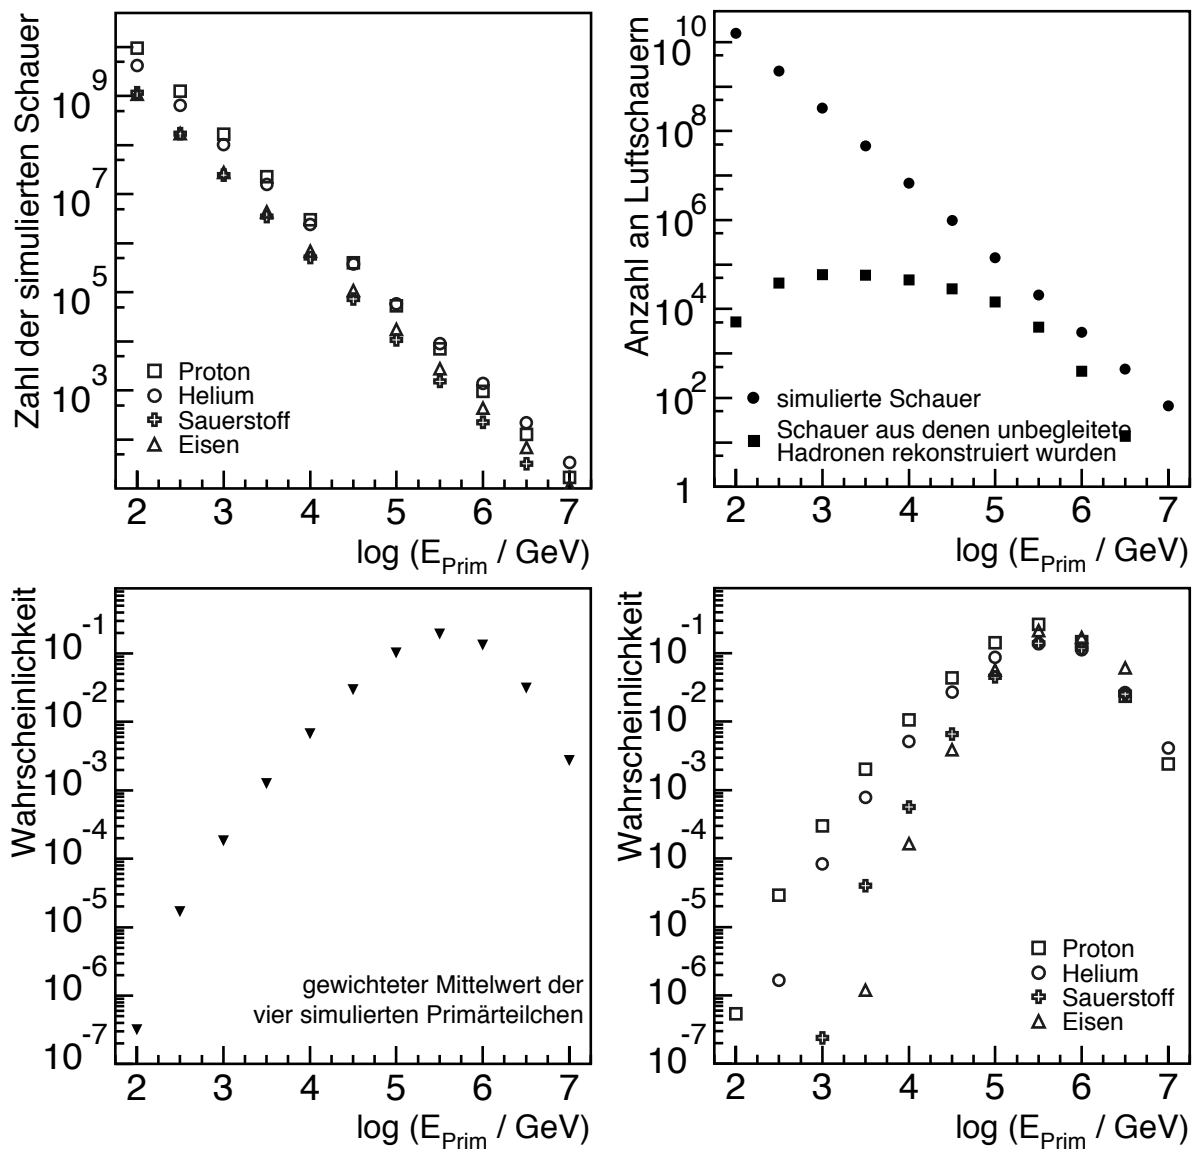 Zahl der simulierten Schauer
10^9
10^7
10^5
10^3
Proton
Helium
Sauerstoff
Eisen
2 3 4 5 6 7
log (E_Prim / GeV)
Anzahl an Luftschauern
10^10
10^8
10^6
10^4
10^2
1
simulierte Schauer
Schauer aus denen unbegleitete
Hadronen rekonstruiert wurden
2 3 4 5 6 7
log (E_Prim / GeV)
Wahrscheinlichkeit
10^-1
10^-2
10^-3
10^-4
10^-5
10^-6
10^-7
gewichteter Mittelwert der
vier simulierten Primärteilchen
2 3 4 5 6 7
log (E_Prim / GeV)
Wahrscheinlichkeit
10^-1
10^-2
10^-3
10^-4
10^-5
10^-6
10^-7
Proton
Helium
Sauerstoff
Eisen
2 3 4 5 6 7
log (E_Prim / GeV)